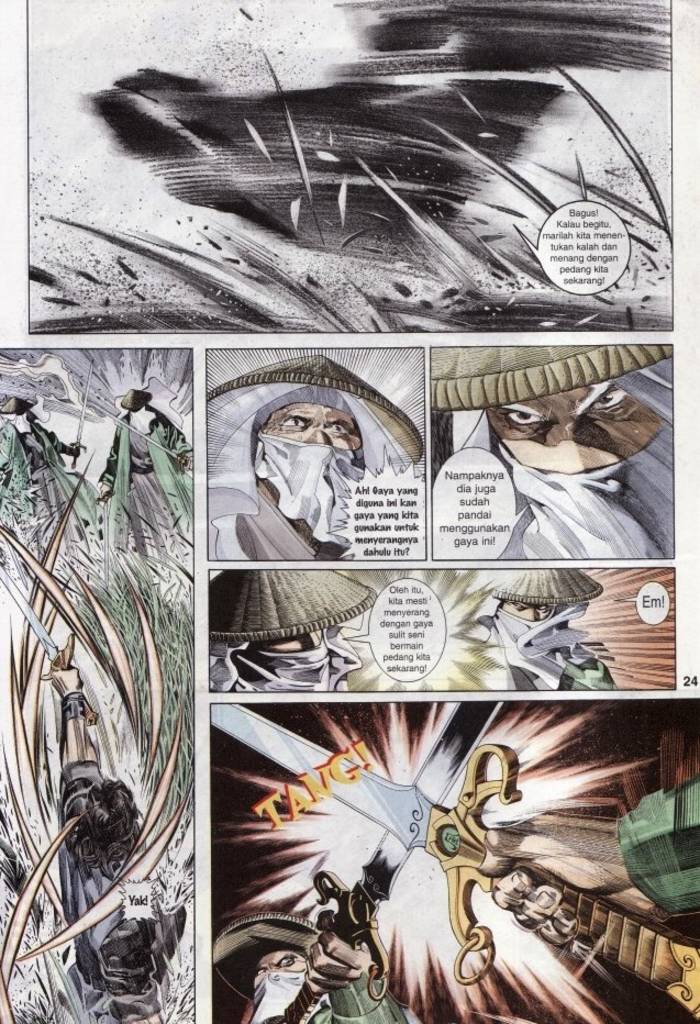 Bagus!
Kalau begitu,
marilah kita menen-
tukan kalah dan
menang dengan
pedang kita
sekarang!
Ah! Gaya yang
diguna ini kan
gaya yang kita
gunakan untuk
menyerangnya
dahulu itu?
Nampaknya
dia juga
sudah
pandai
menggunakan
gaya ini!
Oleh itu,
kita mesti
menyerang
dengan gaya
sulit seni
bermain
pedang kita
sekarang!
Em!
24
Yak!
TANG!